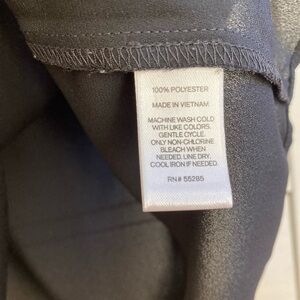 100% POLYESTER
MADE IN VIETNAM
MACHINE WASH COLD
WITH LIKE COLORS.
GENTLE CYCLE.
ONLY NON-CHLORINE
BLEACH WHEN
NEEDED. LINE DRY.
COOL IRON IF NEEDED.
RN# 55285